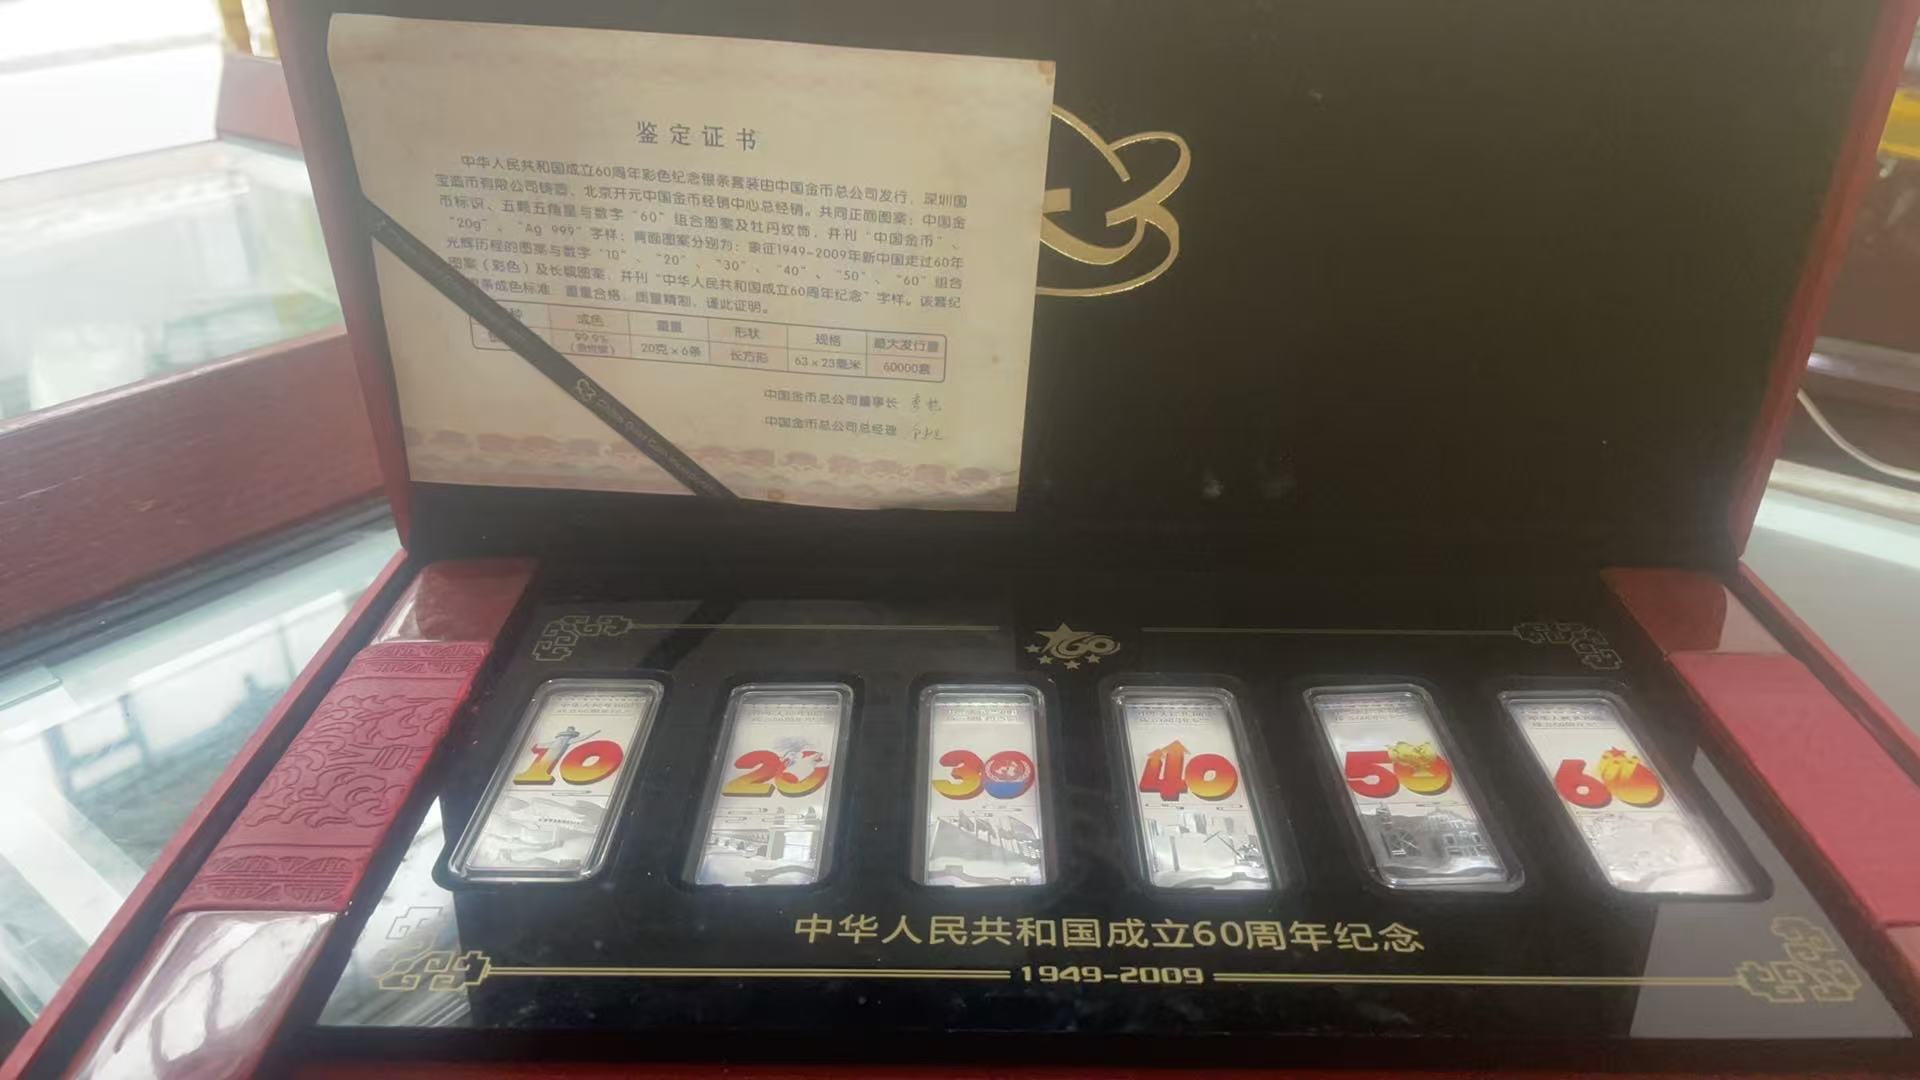 鉴定证书
中华人民共和国成立60周年彩色纪念银条套装由中国金币总公司发行,深圳国
宝造币有限公司铸造、北京开元中国金币经销中心总经销。共同正面图案:中国金
币标识、五颗五角星与数字“60”组合图案及牡丹纹饰,并刊“中国金币”、
“20g”、“Ag 999”字样;背面图案分别为:象征1949-2009年新中国走过60年
光辉历程的图案与数字“10”、“20”、“30”、“40”、“50”、“60”组合
图案(彩色)及长城图案,并刊“中华人民共和国成立60周年纪念”字样。该套纪
条成色标准,重量合格,质量精制,谨此证明。
种 成色 重量 形状 规格 最大发行量
99.9% 20克×6条 长方形 63×23毫米 60000套
中国金币总公司董事长
中国金币总公司总经理
China Gold Coin
60
10 20 30 40 50 60
中华人民共和国成立60周年纪念
1949-2009